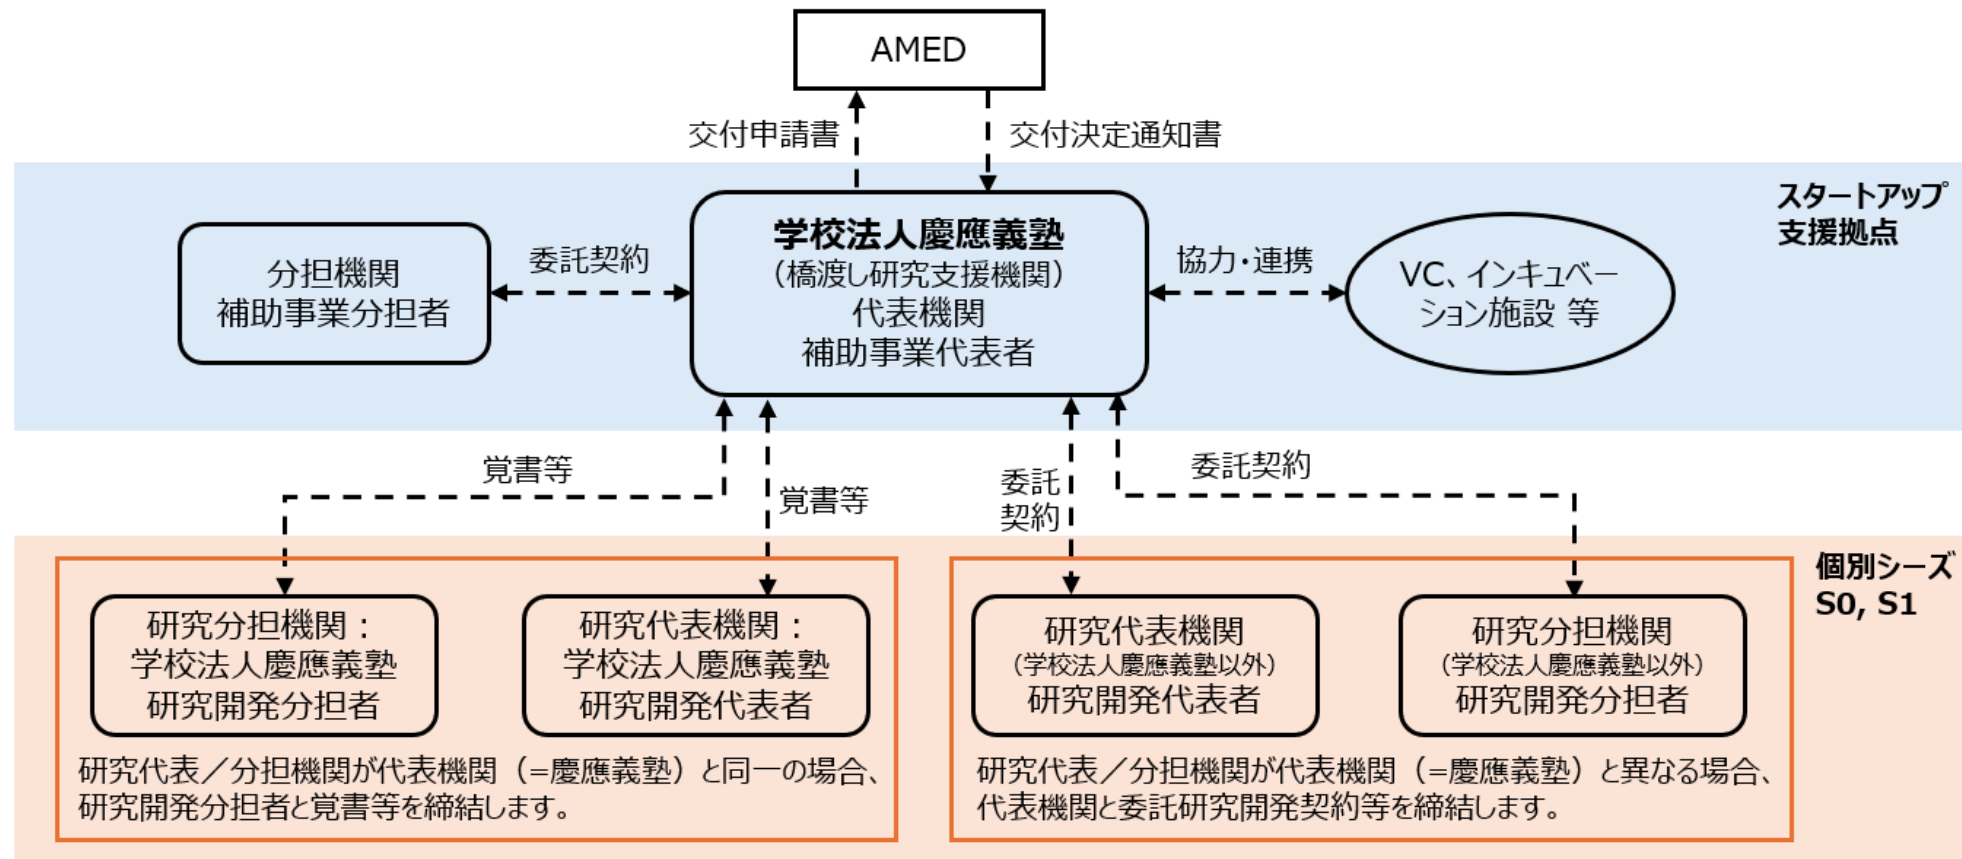 AMED
交付申請書
交付決定通知書
スタートアップ
支援拠点
学校法人慶應義塾
（橋渡し研究支援機関）
代表機関
補助事業代表者
分担機関
補助事業分担者
委託契約
協力・連携
VC、インキュベー
ション施設 等
覚書等
覚書等
委託
契約
委託契約
個別シーズ
S0, S1
研究分担機関：
学校法人慶應義塾
研究開発分担者
研究代表機関：
学校法人慶應義塾
研究開発代表者
研究代表／分担機関が代表機関（=慶應義塾）と同一の場合、
研究開発分担者と覚書等を締結します。
研究代表機関
（学校法人慶應義塾以外）
研究開発代表者
研究分担機関
（学校法人慶應義塾以外）
研究開発分担者
研究代表／分担機関が代表機関（=慶應義塾）と異なる場合、
代表機関と委託研究開発契約等を締結します。